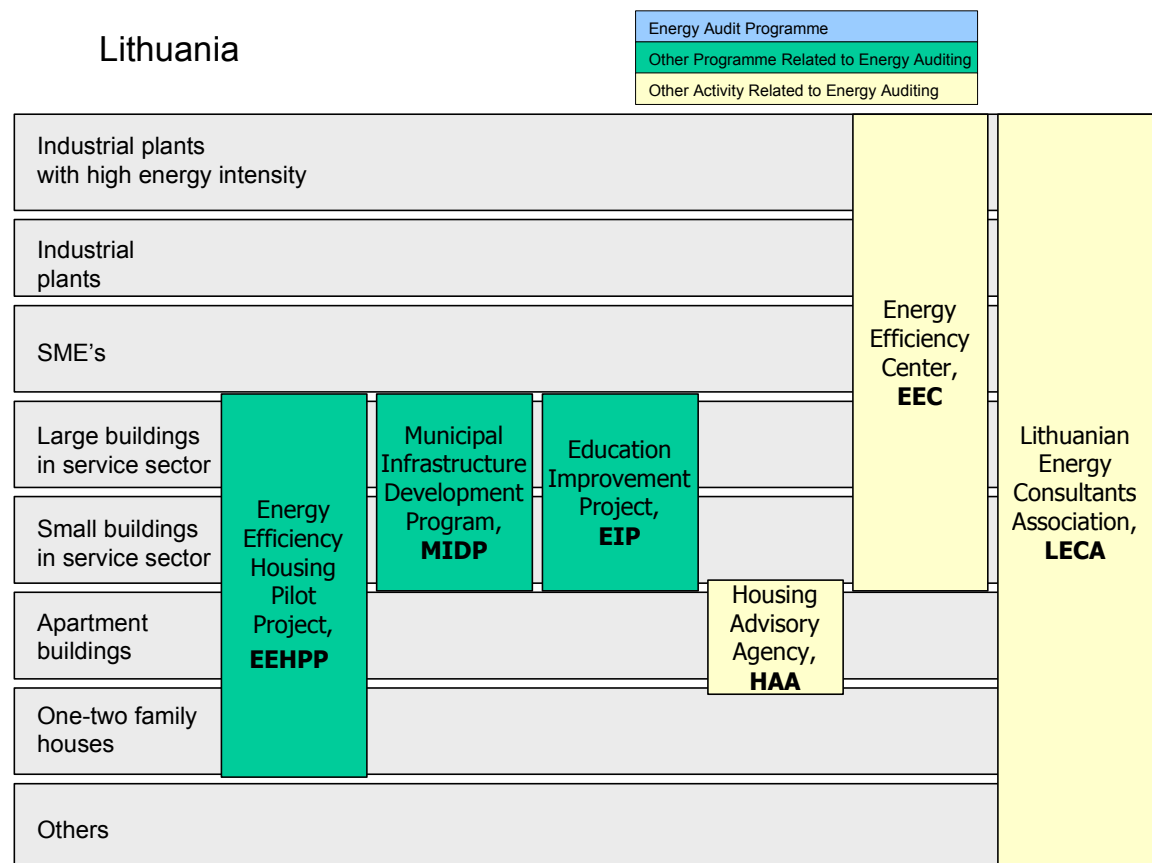 Lithuania
Energy Audit Programme
Other Programme Related to Energy Auditing
Other Activity Related to Energy Auditing
Industrial plants
with high energy intensity
Industrial
plants
SME's
Large buildings
in service sector
Small buildings
in service sector
Apartment
buildings
One-two family
houses
Others
Energy
Efficiency
Housing
Pilot
Project,
EEHPP
Municipal
Infrastructure
Development
Program,
MIDP
Education
Improvement
Project,
EIP
Housing
Advisory
Agency,
HAA
Energy
Efficiency
Center,
EEC
Lithuanian
Energy
Consultants
Association,
LECA